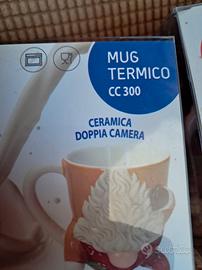 MUG
TERMICO
CC 300
CERAMICA
DOPPIA CAMERA